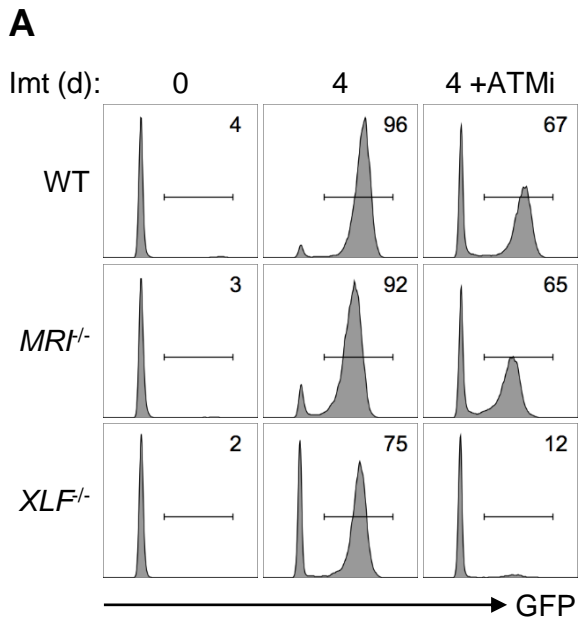 A
Imt (d): 0 4 4 +ATMi
WT 4 96 67
MRI-/- 3 92 65
XLF-/- 2 75 12
GFP